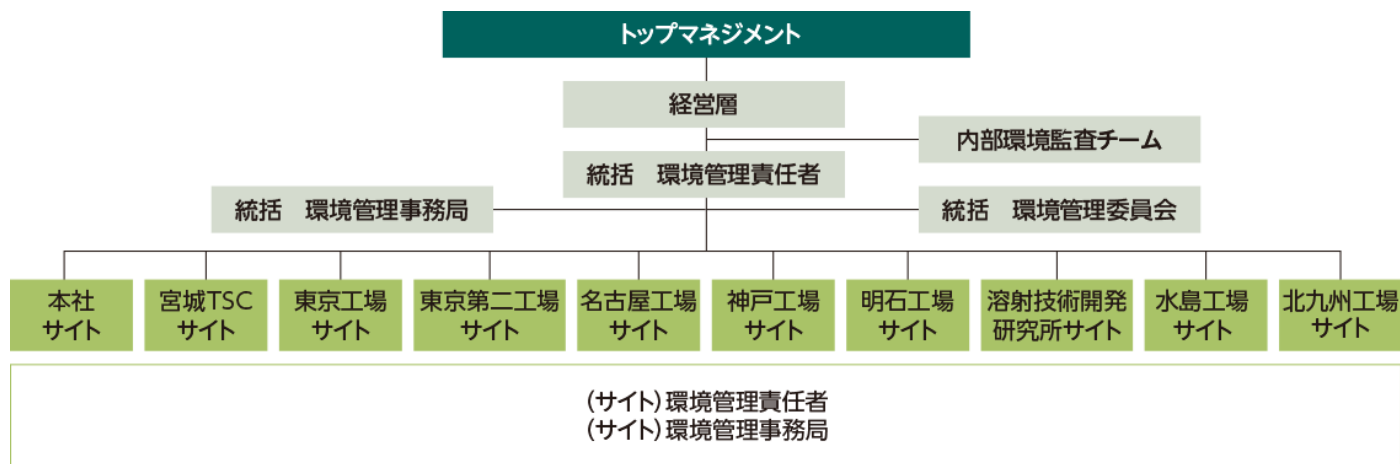 トップマネジメント
経営層
内部環境監査チーム
統括　環境管理責任者
統括　環境管理事務局
統括　環境管理委員会
本社
サイト
宮城TSC
サイト
東京工場
サイト
東京第二工場
サイト
名古屋工場
サイト
神戸工場
サイト
明石工場
サイト
溶射技術開発
研究所サイト
水島工場
サイト
北九州工場
サイト
(サイト)環境管理責任者
(サイト)環境管理事務局